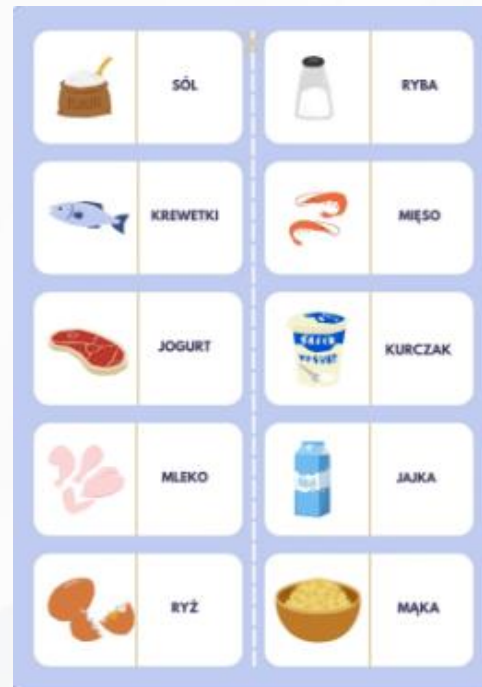 SÓL
RYBA
KREWETKI
MIĘSO
JOGURT
KURCZAK
MLEKO
JAJKA
RYŻ
MĄKA